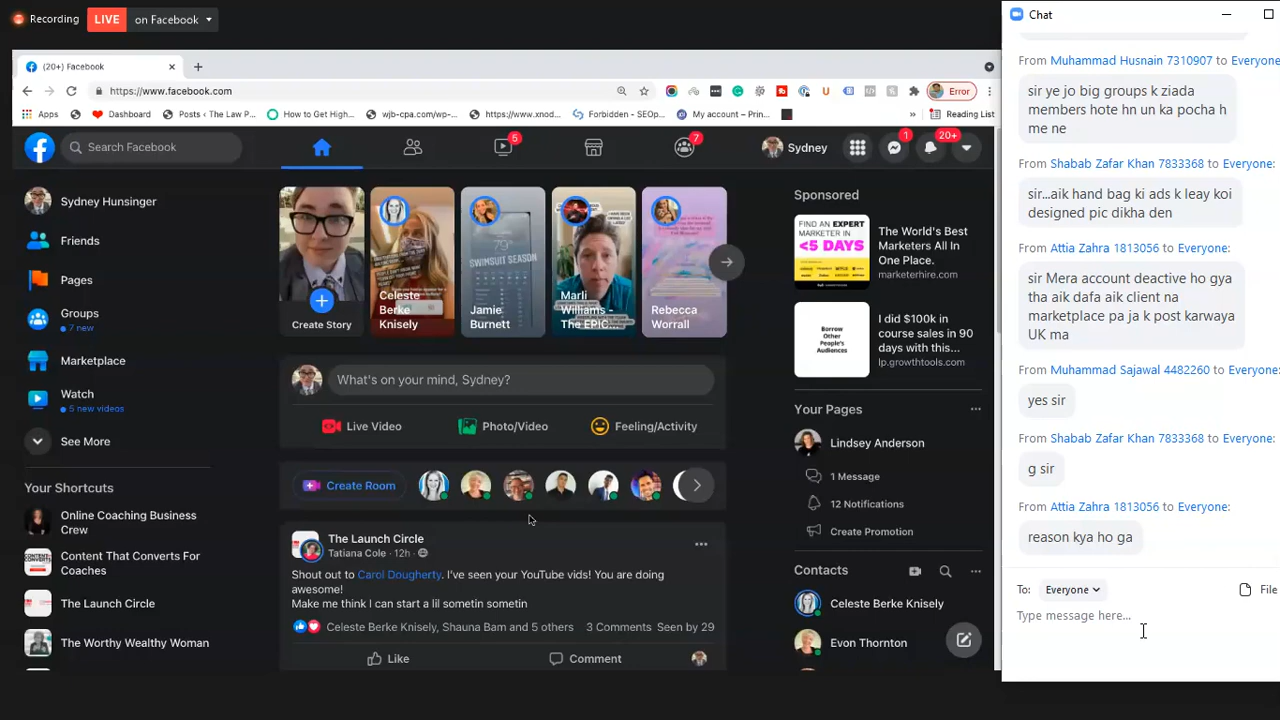 Recording
LIVE on Facebook
(20+) Facebook
https://www.facebook.com
Error
Apps
Dashboard
Posts ‹ The Law P...
How to Get High...
wjb-cpa.com/wp-...
https://www.xnod...
Forbidden - SEOp...
My account – Prin...
Reading List
Search Facebook
5
7
Sydney
1
20+
Sydney Hunsinger
Friends
Pages
Groups
7 new
Marketplace
Watch
5 new videos
See More
Your Shortcuts
Online Coaching Business
Crew
Content That Converts For
Coaches
The Launch Circle
The Worthy Wealthy Woman
Create Story
Celeste
Berke
Knisely
79°
SWIMSUIT SEASON
Jamie
Burnett
Marli
Williams -
The EPIC...
Rebecca
Worrall
What's on your mind, Sydney?
Live Video
Photo/Video
Feeling/Activity
Create Room
The Launch Circle
Tatiana Cole · 12h ·
Shout out to Carol Dougherty. I've seen your YouTube vids! You are doing
awesome!
Make me think I can start a lil sometin sometin
Celeste Berke Knisely, Shauna Bam and 5 others
3 Comments Seen by 29
Like
Comment
Sponsored
FIND AN EXPERT
MARKETER IN
<5 DAYS
The World's Best
Marketers All In
One Place.
marketerhire.com
Borrow
Other
People's
Audiences
I did $100k in
course sales in 90
days with this...
lp.growthtools.com
Your Pages
Lindsey Anderson
1 Message
12 Notifications
Create Promotion
Contacts
Celeste Berke Knisely
Evon Thornton
Chat
From Muhammad Husnain 7310907 to Everyone
sir ye jo big groups k ziada
members hote hn un ka pocha h
me ne
From Shabab Zafar Khan 7833368 to Everyone:
sir...aik hand bag ki ads k leay koi
designed pic dikha den
From Attia Zahra 1813056 to Everyone:
sir Mera account deactive ho gya
tha aik dafa aik client na
marketplace pa ja k post karwaya
UK ma
From Muhammad Sajawal 4482260 to Everyone:
yes sir
From Shabab Zafar Khan 7833368 to Everyone:
g sir
From Attia Zahra 1813056 to Everyone:
reason kya ho ga
To: Everyone
File
Type message here...